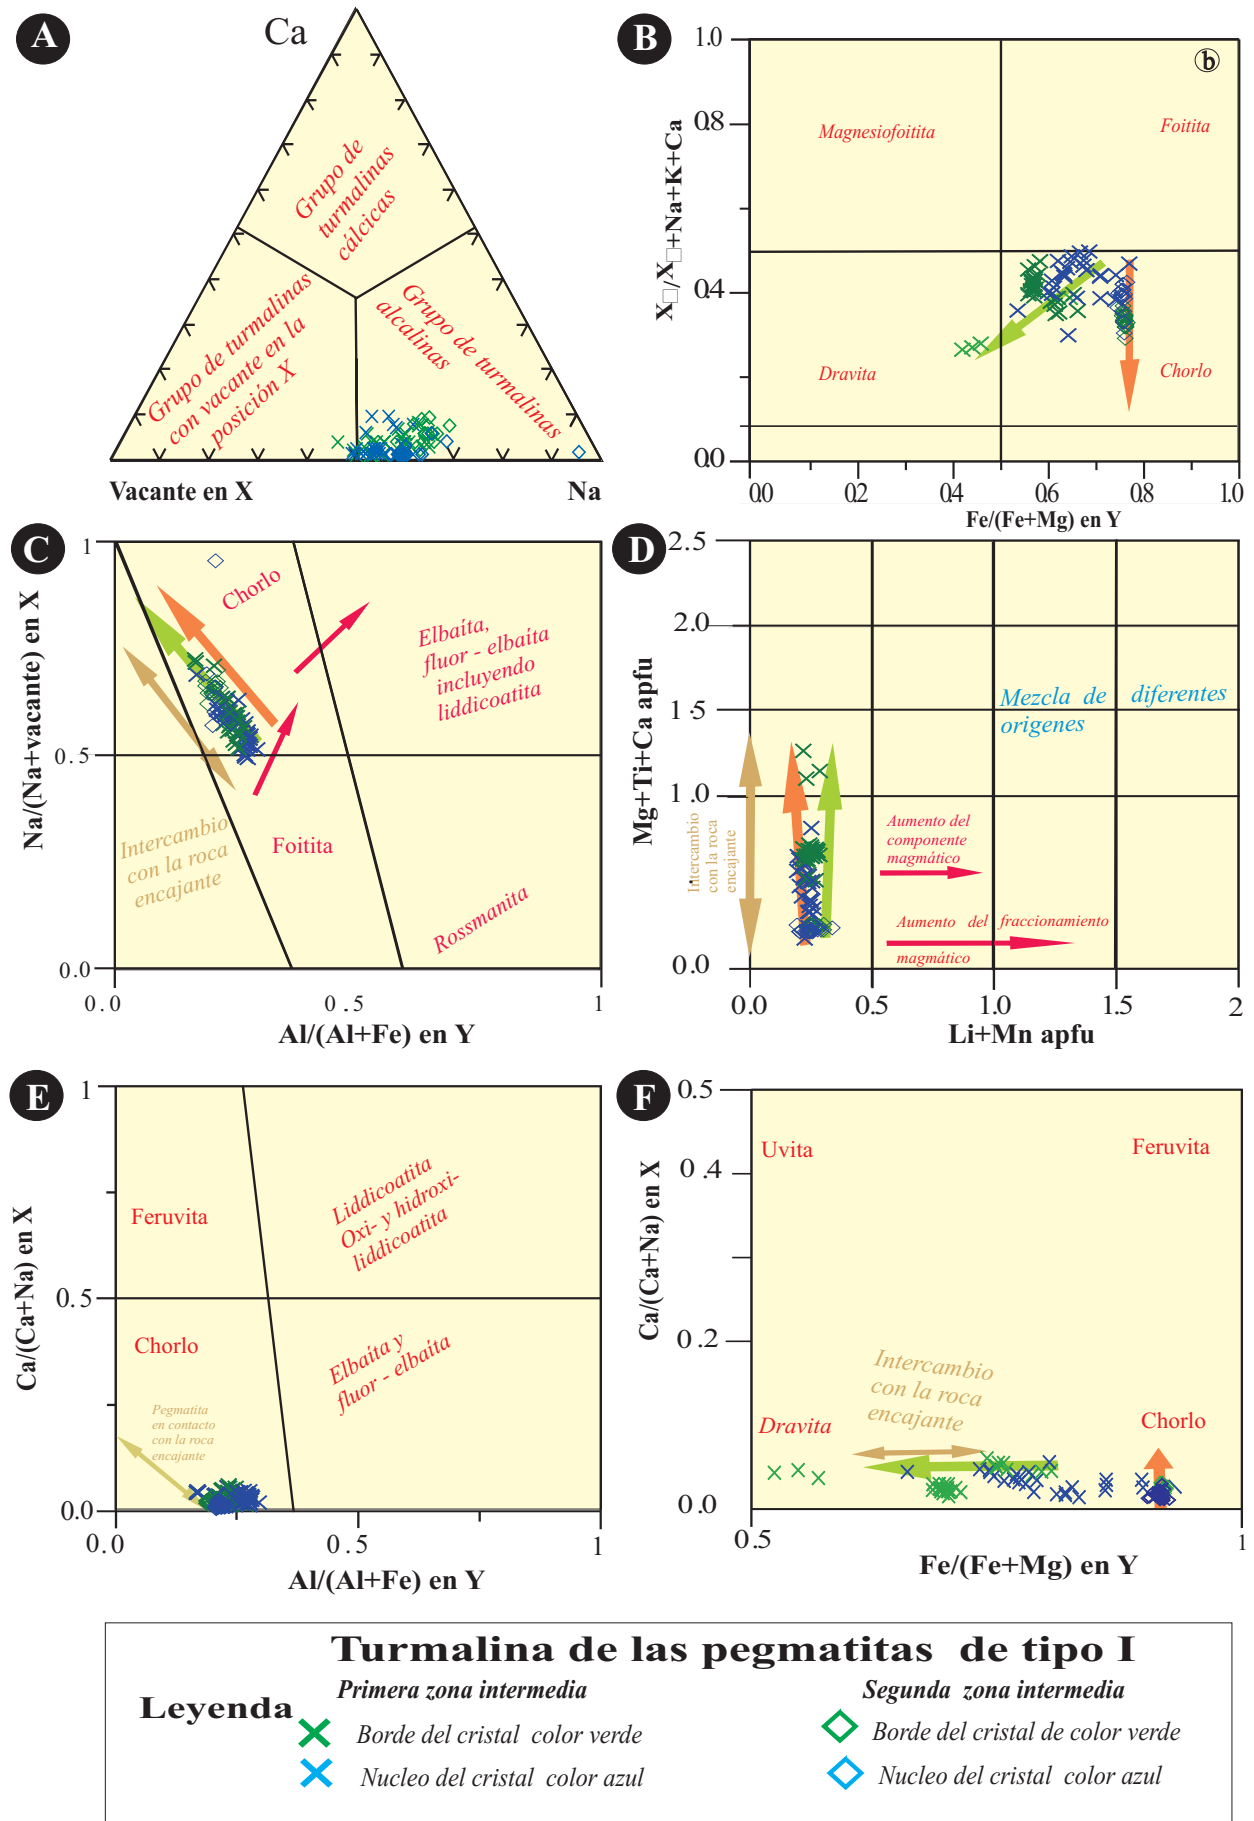 A
Ca
Grupo de
turmalinas
cálcicas
Grupo de turmalinas
con vacante en la
posición X
Grupo de turmalinas
alcalinas
Vacante en X
Na
B
b
1.0
0.8
0.4
0.0
X□/X□+Na+K+Ca
Magnesiofoitita
Foitita
Dravita
Chorlo
0.0 0.2 0.4 0.6 0.8 1.0
Fe/(Fe+Mg) en Y
C
1
0.5
0.0
Na/(Na+vacante) en X
Chorlo
Elbaíta,
fluor - elbaíta
incluyendo
liddicoatita
Intercambio
con la roca
encajante
Foitita
Rossmanita
0.0 0.5 1
Al/(Al+Fe) en Y
D
2.5
2.0
1 5
1.0
0.0
Mg+Ti+Ca apfu
Mezcla de diferentes
origenes
Intercambio
con la roca
encajante
Aumento del
componente
magmático
Aumento del fraccionamiento
magmático
0.0 0.5 1.0 1.5 2
Li+Mn apfu
E
1
0.5
0.0
Ca/(Ca+Na) en X
Feruvita
Liddicoatita
Oxi- y hidroxi-
liddicoatita
Chorlo
Elbaíta y
fluor - elbaíta
Pegmatita
en contacto
con la roca
encajante
0.0 0.5 1
Al/(Al+Fe) en Y
F
0.5
0.4
0.2
0.0
Ca/(Ca+Na) en X
Uvita
Feruvita
Intercambio
con la roca
encajante
Dravita
Chorlo
0.5 1
Fe/(Fe+Mg) en Y
Turmalina de las pegmatitas de tipo I
Leyenda
Primera zona intermedia
Borde del cristal color verde
Nucleo del cristal color azul
Segunda zona intermedia
Borde del cristal de color verde
Nucleo del cristal color azul